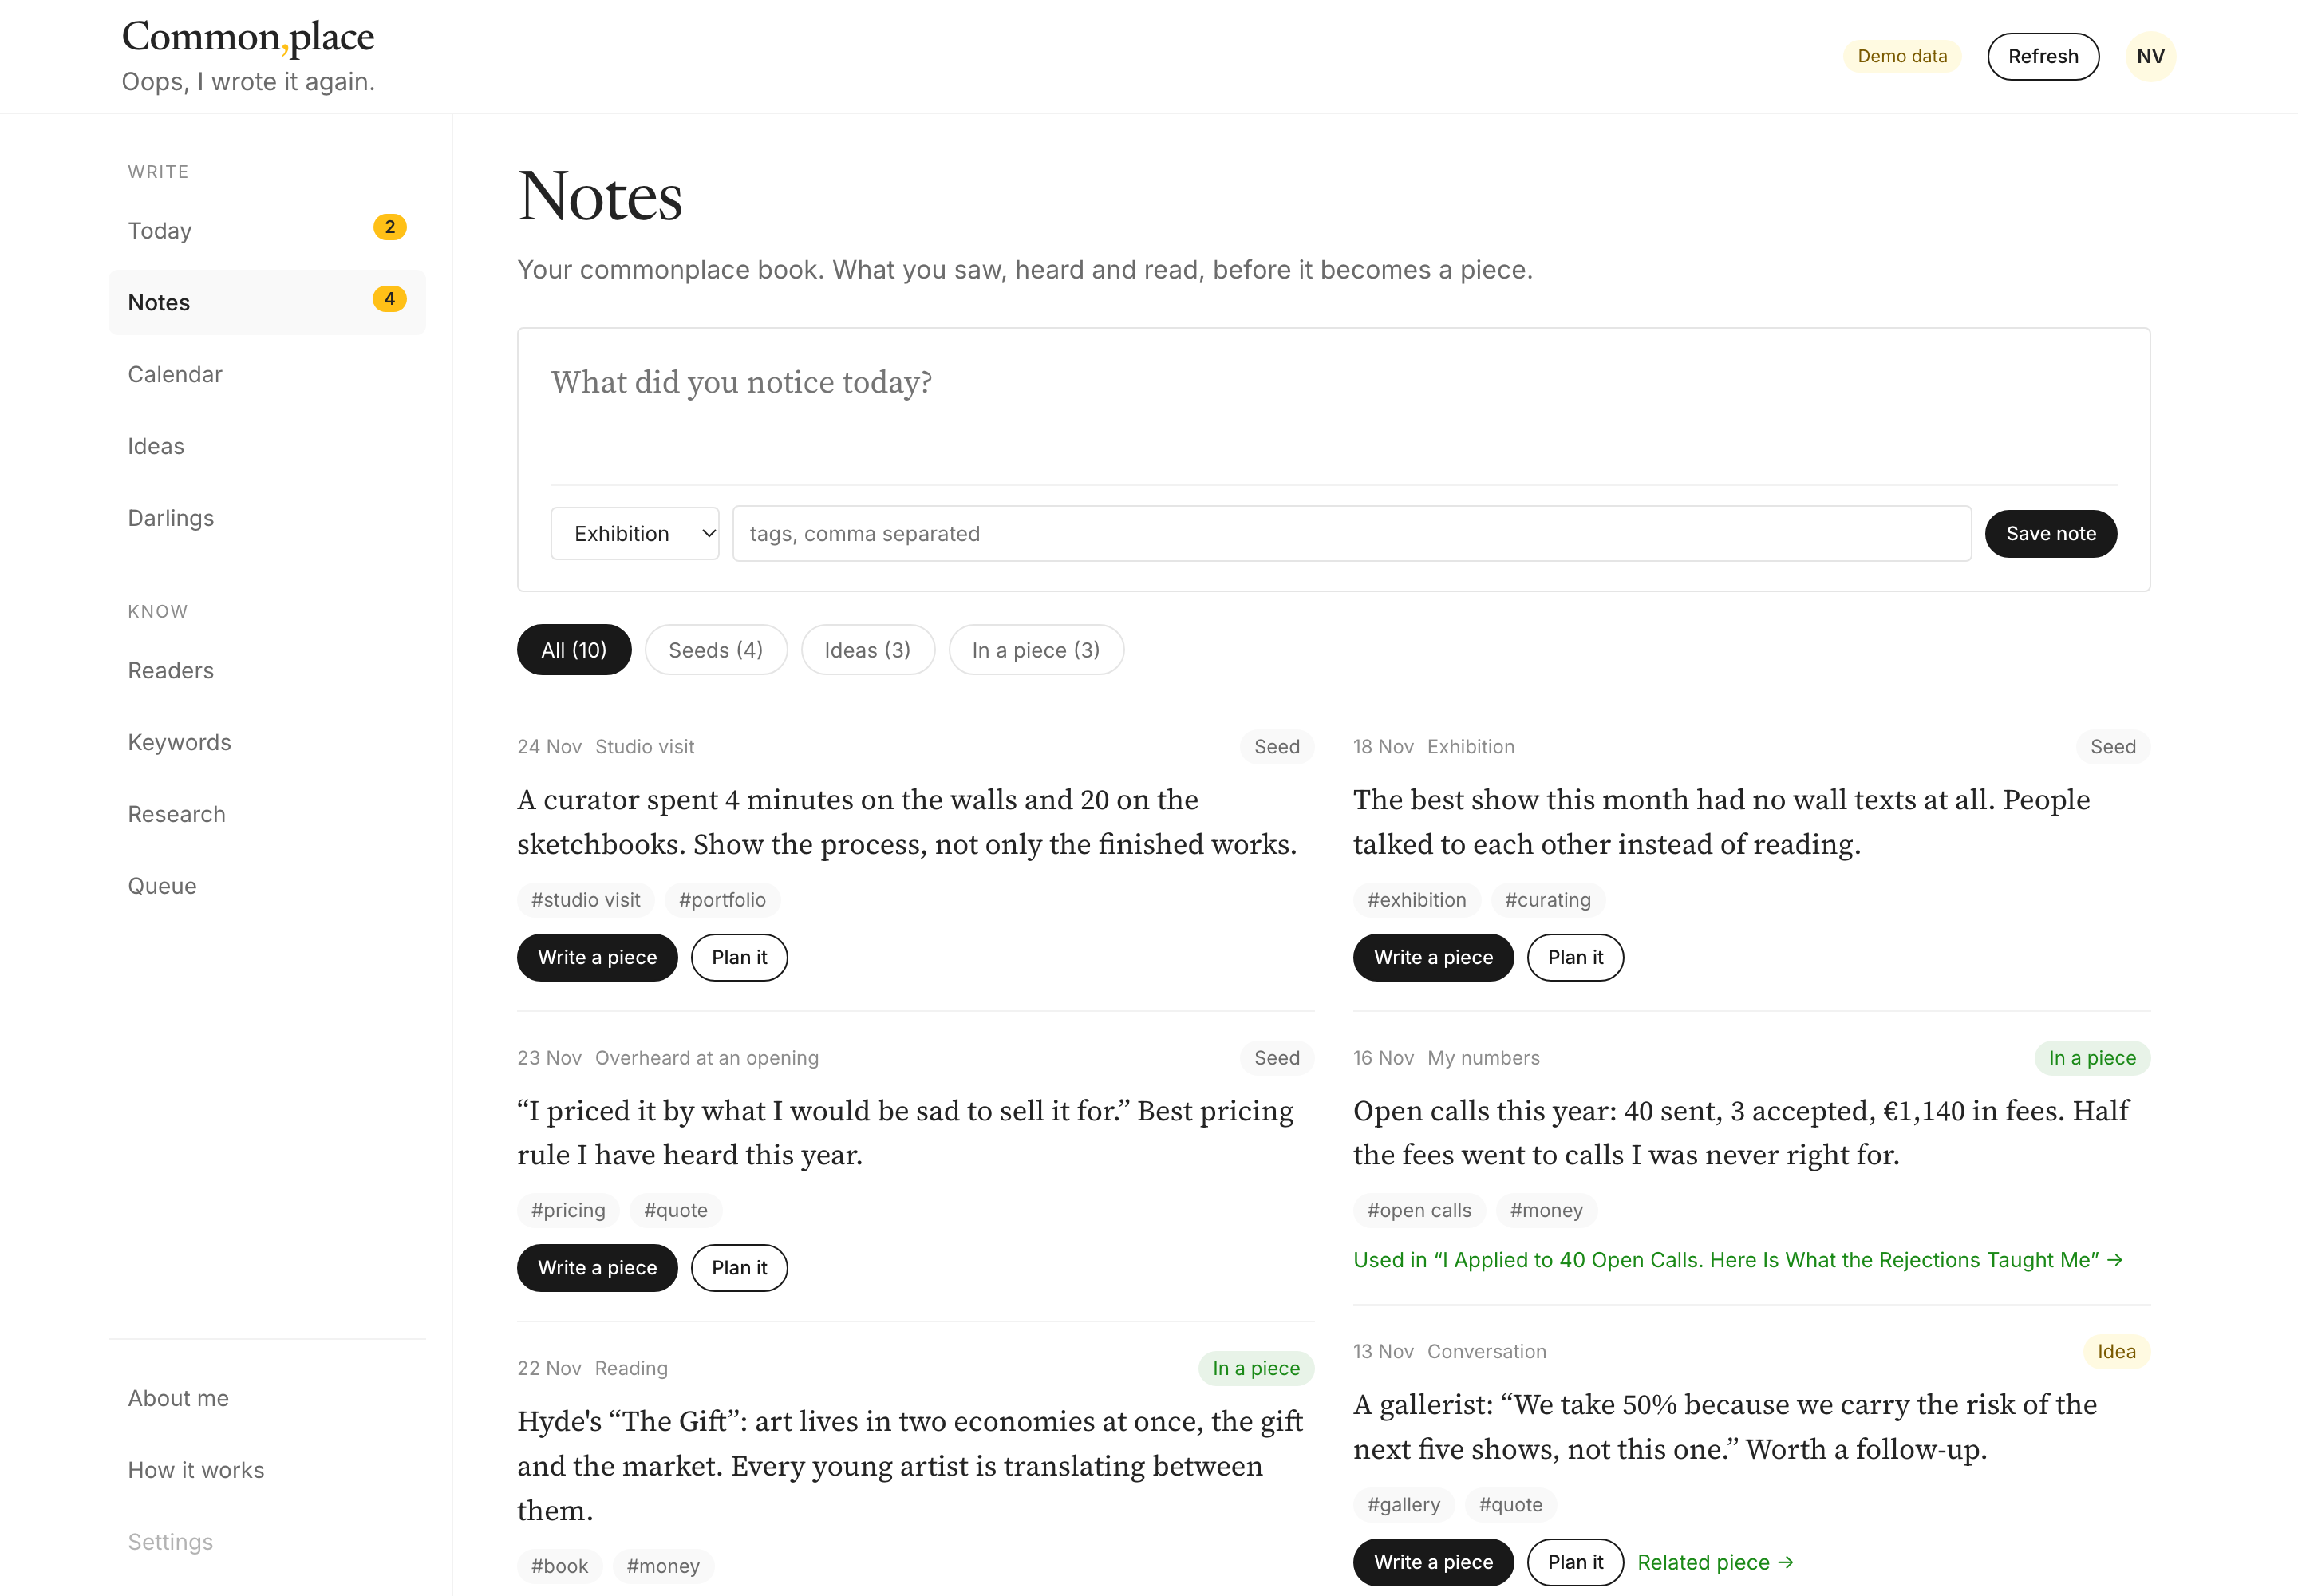 Common,place
Oops, I wrote it again.
Demo data
Refresh
NV
WRITE
Today
2
Notes
4
Calendar
Ideas
Darlings
KNOW
Readers
Keywords
Research
Queue
About me
How it works
Settings
Notes
Your commonplace book. What you saw, heard and read, before it becomes a piece.
What did you notice today?
Exhibition
tags, comma separated
Save note
All (10)
Seeds (4)
Ideas (3)
In a piece (3)
24 Nov Studio visit
Seed
A curator spent 4 minutes on the walls and 20 on the
sketchbooks. Show the process, not only the finished works.
#studio visit
#portfolio
Write a piece
Plan it
23 Nov Overheard at an opening
Seed
“I priced it by what I would be sad to sell it for.” Best pricing
rule I have heard this year.
#pricing
#quote
Write a piece
Plan it
22 Nov Reading
In a piece
Hyde's “The Gift”: art lives in two economies at once, the gift
and the market. Every young artist is translating between
them.
#book
#money
18 Nov Exhibition
Seed
The best show this month had no wall texts at all. People
talked to each other instead of reading.
#exhibition
#curating
Write a piece
Plan it
16 Nov My numbers
In a piece
Open calls this year: 40 sent, 3 accepted, €1,140 in fees. Half
the fees went to calls I was never right for.
#open calls
#money
Used in “I Applied to 40 Open Calls. Here Is What the Rejections Taught Me” →
13 Nov Conversation
Idea
A gallerist: “We take 50% because we carry the risk of the
next five shows, not this one.” Worth a follow-up.
#gallery
#quote
Write a piece
Plan it
Related piece →